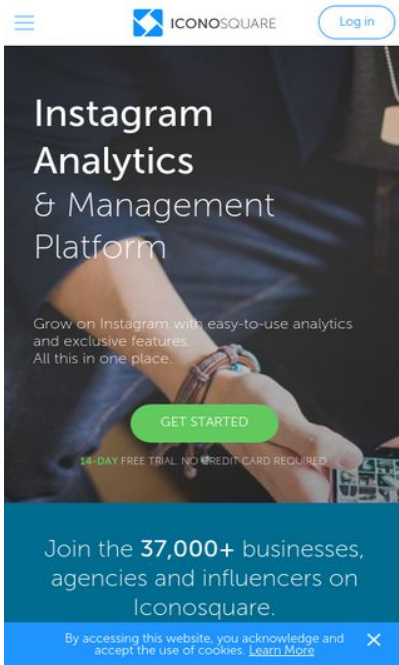 ICONOSQUARE
Log in
Instagram
Analytics
& Management
Platform
Grow on Instagram with easy-to-use analytics
and exclusive features.
All this in one place.
GET STARTED
14-DAY FREE TRIAL. NO CREDIT CARD REQUIRED
Join the 37,000+ businesses,
agencies and influencers on
Iconosquare.
By accessing this website, you acknowledge and
accept the use of cookies. Learn More